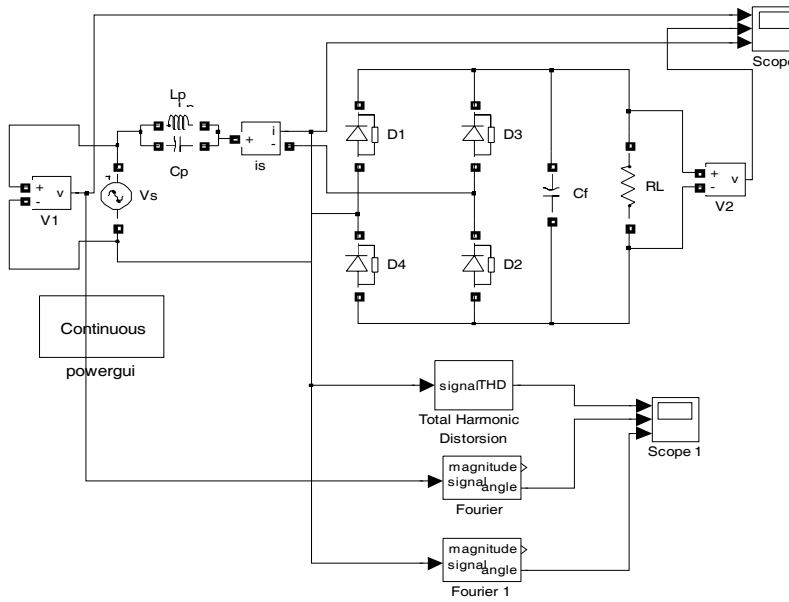 Scope
Lp
Cp
+
-
i
is
D1
D3
+
-
v
V1
Vs
Cf
RL
+
-
v
V2
D4
D2
Continuous
powergui
signal THD
Total Harmonic
Distorsion
Scope 1
magnitude
signal
angle
Fourier
magnitude
signal
angle
Fourier 1